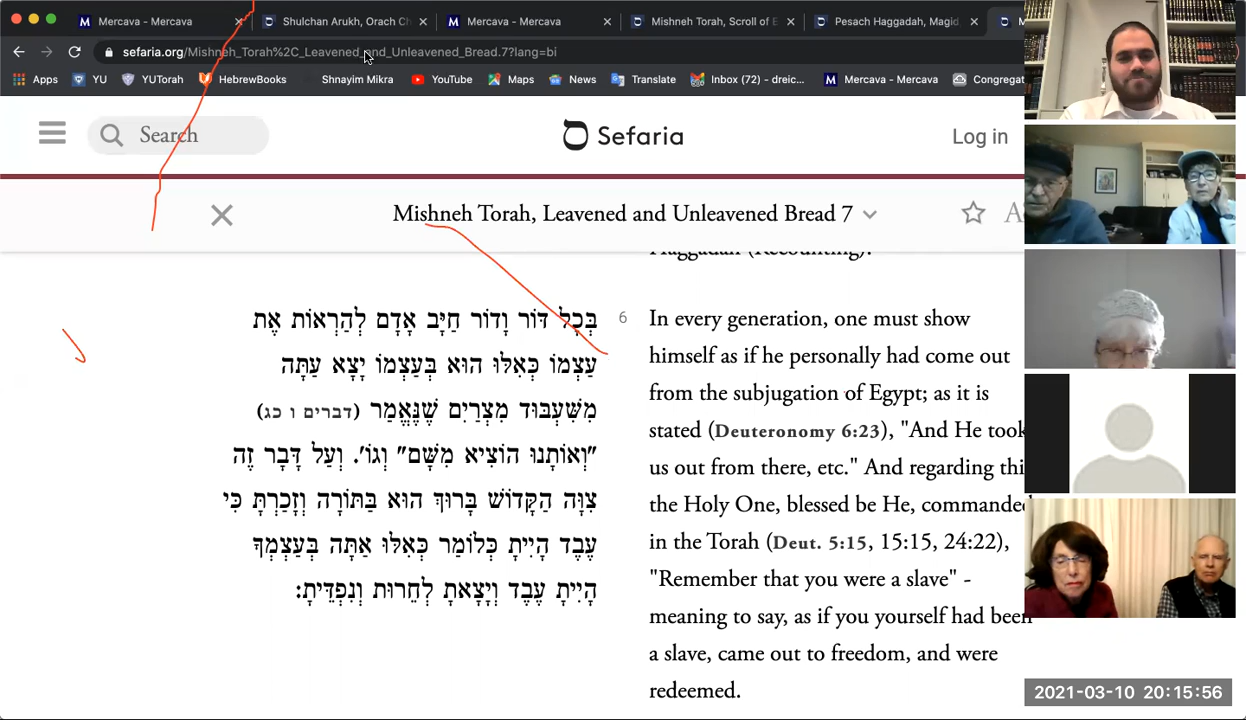 Mercava - Mercava
Shulchan Arukh, Orach Ch
Mercava - Mercava
Mishneh Torah, Scroll of E
Pesach Haggadah, Magid
M
sefaria.org/Mishneh_Torah%2C_Leavened_and_Unleavened_Bread.7?lang=bi
Apps YU YUTorah HebrewBooks Shnayim Mikra YouTube Maps News Translate Inbox (72) - dreic... Mercava - Mercava Congregat
Search
Sefaria
Log in
Mishneh Torah, Leavened and Unleavened Bread 7
A
Haggadah (Recounting).
בְּכָל דּוֹר וָדוֹר חַיָּב אָדָם לְהַרְאוֹת אֶת
עַצְמוֹ כְּאִלּוּ הוּא בְּעַצְמוֹ יָצָא עַתָּה
מִשִּׁעְבּוּד מִצְרַיִם שֶׁנֶּאֱמַר (דברים ו כג)
"וְאוֹתָנוּ הוֹצִיא מִשָּׁם" וְגוֹ'. וְעַל דָּבָר זֶה
צִוָּה הַקָּדוֹשׁ בָּרוּךְ הוּא בַּתּוֹרָה וְזָכַרְתָּ כִּי
עֶבֶד הָיִיתָ כְּלוֹמַר כְּאִלּוּ אַתָּה בְּעַצְמְךָ
הָיִיתָ עֶבֶד וְיָצָאתָ לְחֵרוּת וְנִפְדֵּיתָ:
6
In every generation, one must show
himself as if he personally had come out
from the subjugation of Egypt; as it is
stated (Deuteronomy 6:23), "And He took
us out from there, etc." And regarding thi
the Holy One, blessed be He, commanded
in the Torah (Deut. 5:15, 15:15, 24:22),
"Remember that you were a slave" -
meaning to say, as if you yourself had been
a slave, came out to freedom, and were
redeemed.
2021-03-10 20:15:56